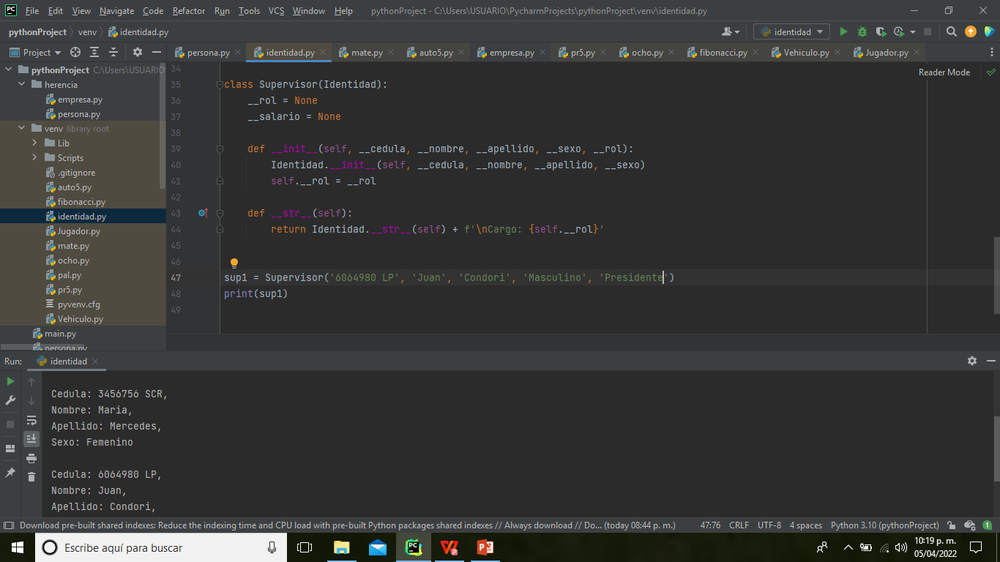 PC File Edit View Navigate Code Refactor Run Tools VCS Window Help pythonProject - C:\Users\USUARIO\PycharmProjects\pythonProject\venv\identidad.py
pythonProject venv identidad.py identidad
Project persona.py identidad.py mate.py auto5.py empresa.py pr5.py ocho.py fibonacci.py Vehiculo.py Jugador.py
pythonProject C:\Users\USUARIO
herencia
empresa.py
persona.py
venv library root
Lib
Scripts
.gitignore
auto5.py
fibonacci.py
identidad.py
Jugador.py
mate.py
ocho.py
pal.py
pr5.py
pyvenv.cfg
Vehiculo.py
main.py
persona.py
Reader Mode
34
35 class Supervisor(Identidad):
36     __rol = None
37     __salario = None
38
39     def __init__(self, __cedula, __nombre, __apellido, __sexo, __rol):
40         Identidad.__init__(self, __cedula, __nombre, __apellido, __sexo)
41         self.__rol = __rol
42
43     def __str__(self):
44         return Identidad.__str__(self) + f'\nCargo: {self.__rol}'
45
46
47 sup1 = Supervisor('6064980 LP', 'Juan', 'Condori', 'Masculino', 'Presidente')
48 print(sup1)
49
Run: identidad
Cedula: 3456756 SCR,
Nombre: Maria,
Apellido: Mercedes,
Sexo: Femenino
Cedula: 6064980 LP,
Nombre: Juan,
Apellido: Condori,
Download pre-built shared indexes: Reduce the indexing time and CPU load with pre-built Python packages shared indexes // Always download // Do... (today 08:44 p. m.) 47:76 CRLF UTF-8 4 spaces Python 3.10 (pythonProject) 1
Escribe aquí para buscar PC 10:19 p. m.
05/04/2022